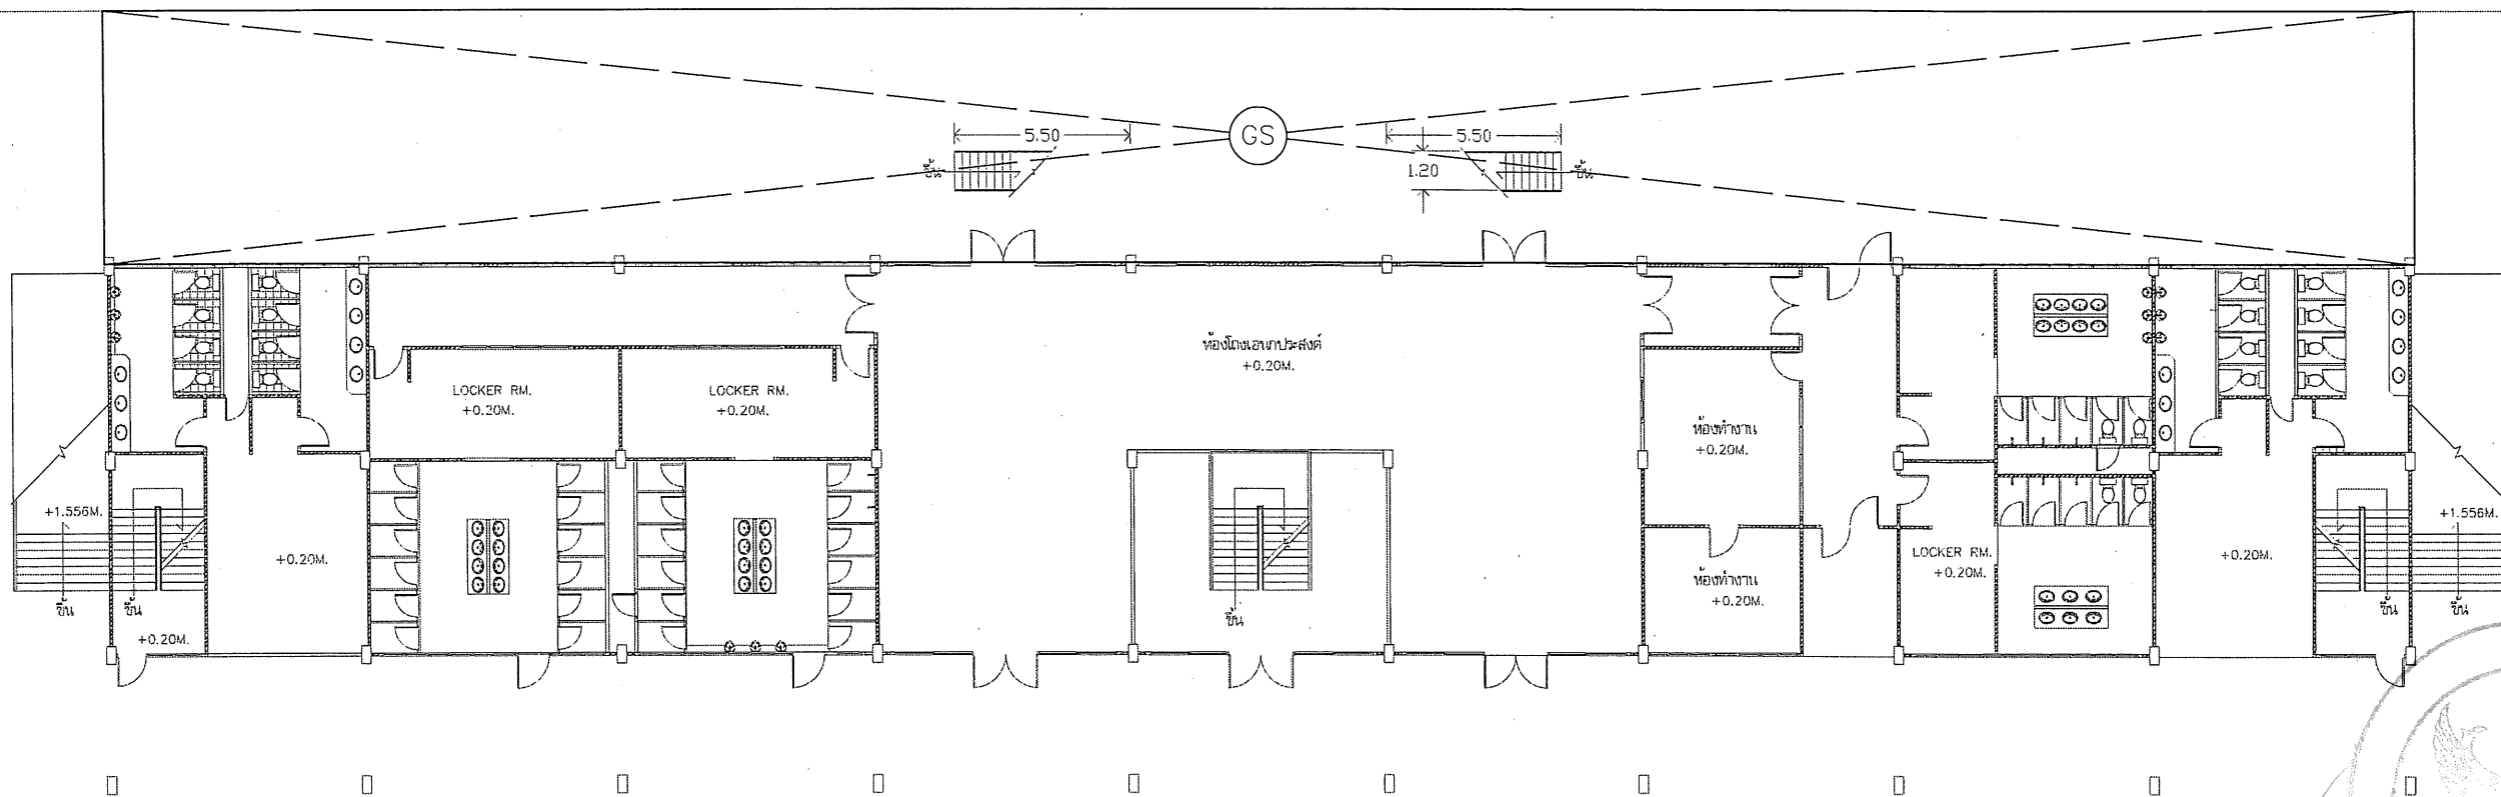 GS
5.50
5.50
1.20
ขึ้น
ขึ้น
ห้องโถงเอนกประสงค์
+0.20M.
LOCKER RM.
+0.20M.
LOCKER RM.
+0.20M.
ห้องทำงาน
+0.20M.
+1.556M.
+1.556M.
+0.20M.
LOCKER RM.
+0.20M.
+0.20M.
ห้องทำงาน
+0.20M.
ขึ้น
ขึ้น
ขึ้น
ขึ้น
ขึ้น
+0.20M.